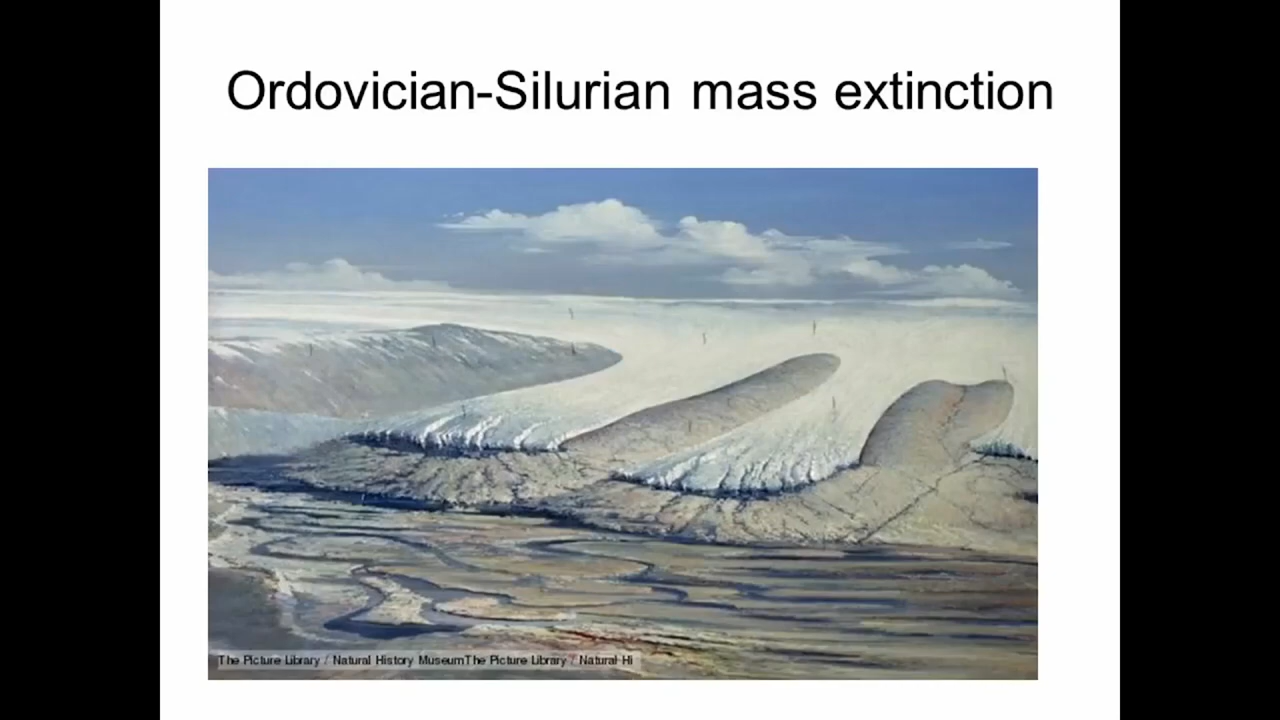 Ordovician-Silurian mass extinction
The Picture Library / Natural History MuseumThe Picture Library / Natural Hi